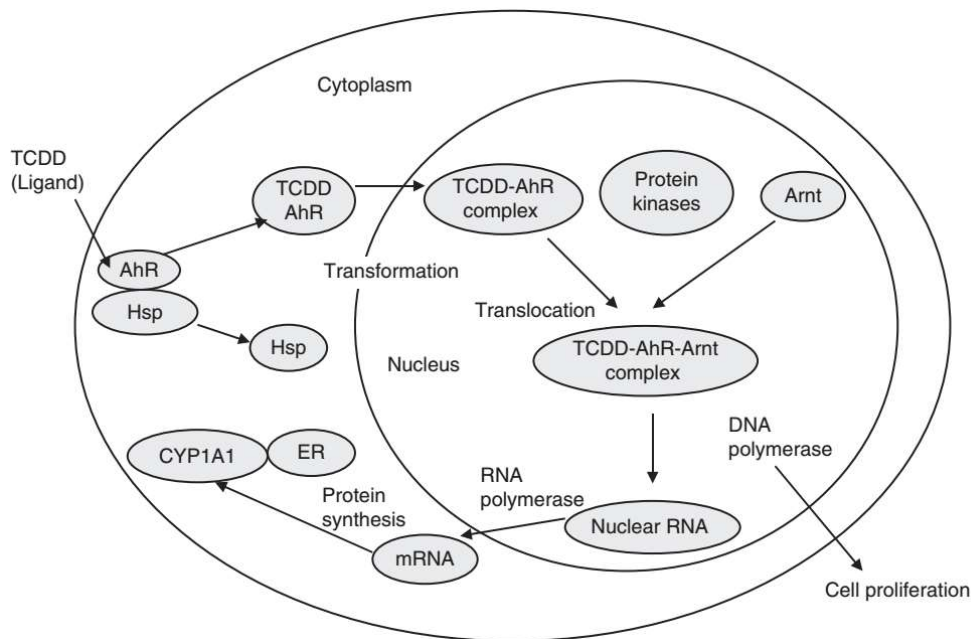 Cytoplasm
TCDD
(Ligand)
TCDD
AhR
TCDD-AhR
complex
Protein
kinases
Arnt
AhR
Transformation
Hsp
Translocation
Hsp
TCDD-AhR-Arnt
complex
Nucleus
DNA
polymerase
CYP1A1
ER
RNA
polymerase
Protein
synthesis
Nuclear RNA
mRNA
Cell proliferation